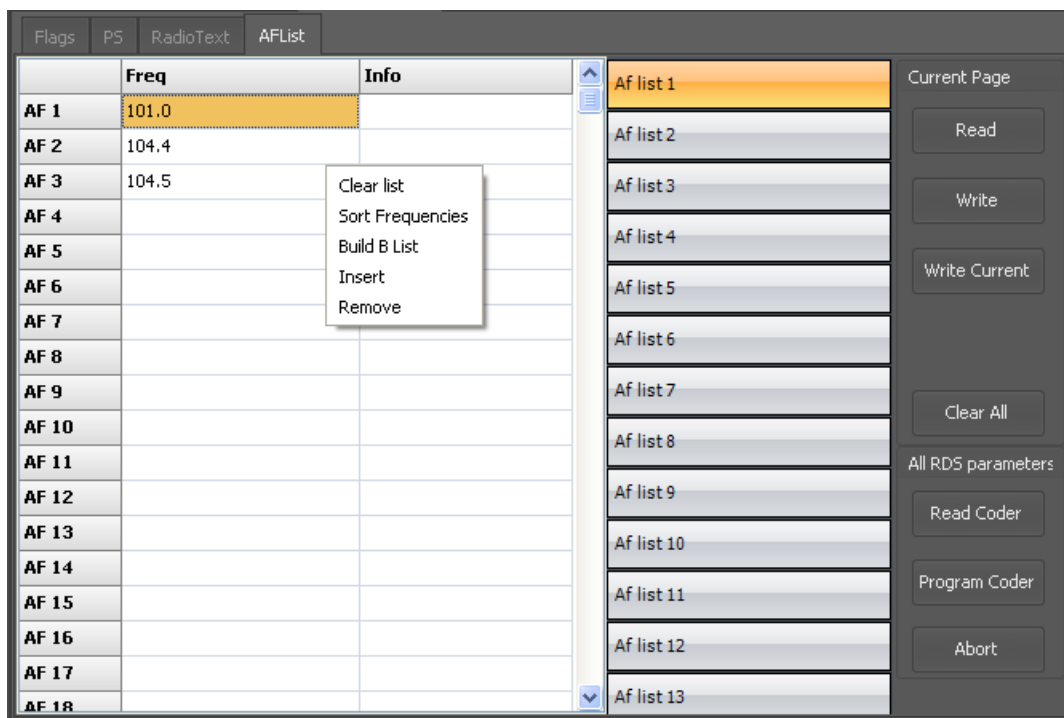 Flags PS RadioText AFList
Freq Info
AF 1 101.0
AF 2 104.4
AF 3 104.5
AF 4
AF 5
AF 6
AF 7
AF 8
AF 9
AF 10
AF 11
AF 12
AF 13
AF 14
AF 15
AF 16
AF 17
AF 18
Clear list
Sort Frequencies
Build B List
Insert
Remove
Af list 1
Af list 2
Af list 3
Af list 4
Af list 5
Af list 6
Af list 7
Af list 8
Af list 9
Af list 10
Af list 11
Af list 12
Af list 13
Current Page
Read
Write
Write Current
Clear All
All RDS parameters
Read Coder
Program Coder
Abort